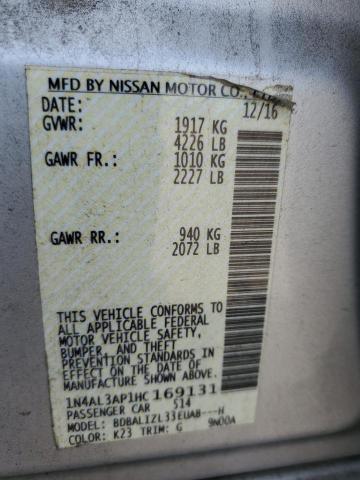 MFD BY NISSAN MOTOR CO.,
DATE: 12/16
GVWR: 1917 KG
4226 LB
GAWR FR.: 1010 KG
2227 LB
GAWR RR.: 940 KG
2072 LB
THIS VEHICLE CONFORMS TO
ALL APPLICABLE FEDERAL
MOTOR VEHICLE SAFETY,
BUMPER, AND THEFT
PREVENTION STANDARDS IN
EFFECT ON THE DATE OF
MANUFACTURE SHOWN ABOVE.
1N4AL3AP1HC169131
PASSENGER CAR S14
MODEL: BDBALIZL33EUAB---H
COLOR: K23 TRIM: G 9N00A